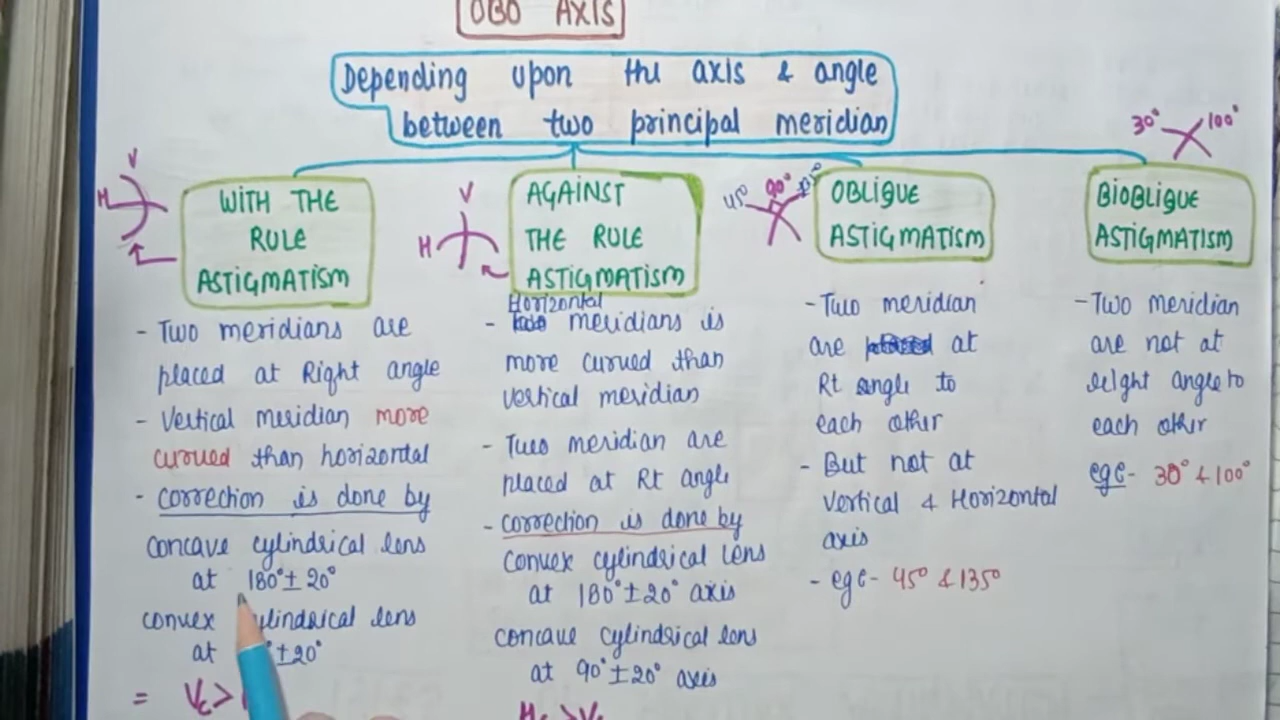 OBO AXIS
Depending upon the axis & angle
between two principal meridian
V
H
WITH THE
RULE
ASTIGMATISM
- Two meridians are
placed at Right angle
- Vertical meridian more
curved than horizontal
- correction is done by
concave cylindrical lens
at 180° ± 20°
convex cylindrical lens
at ± 20°
= Vc >
V
H
AGAINST
THE RULE
ASTIGMATISM
Horizontal
- meridians is
more curved than
vertical meridian
- Two meridian are
placed at Rt angle
- correction is done by
convex cylindrical lens
at 180° ± 20° axis
concave cylindrical lens
at 90° ± 20° axis
Hc > Vc
45° 90°
OBLIQUE
ASTIGMATISM
- Two meridian
are at
Rt angle to
each other
- But not at
vertical & Horizontal
axis
- eg:- 45° & 135°
30° 100°
BIOBLIQUE
ASTIGMATISM
- Two meridian
are not at
right angle to
each other
eg:- 30° & 100°